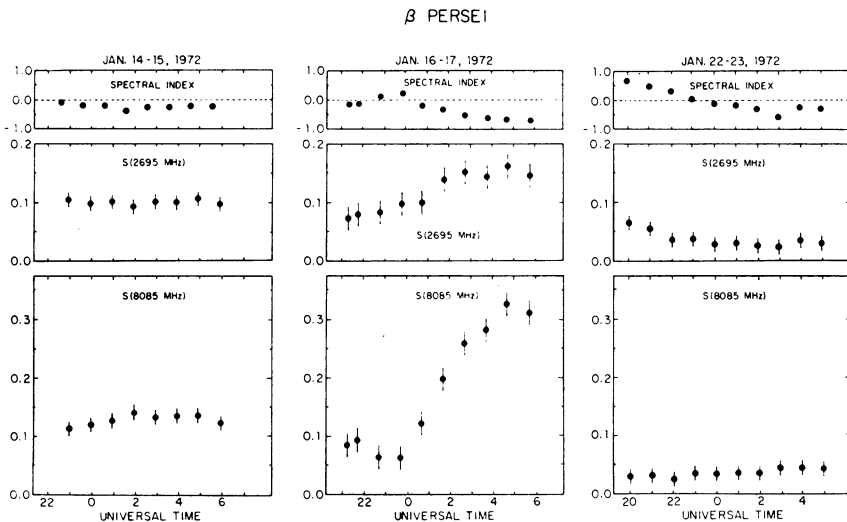 β PERSEI
JAN. 14-15, 1972
1.0
0.0
-1.0
SPECTRAL INDEX
0.2
0.1
0.0
S(2695 MHz)
0.3
0.2
0.1
0.0
S(8085 MHz)
22 0 2 4 6
UNIVERSAL TIME
JAN. 16-17, 1972
1.0
0.0
-1.0
SPECTRAL INDEX
0.2
0.1
0.0
S(2695 MHz)
0.3
0.2
0.1
0.0
S(8085 MHz)
22 0 2 4 6
UNIVERSAL TIME
JAN. 22-23, 1972
1.0
0.0
-1.0
SPECTRAL INDEX
0.2
0.1
0.0
S(2695 MHz)
0.3
0.2
0.1
0.0
S(8085 MHz)
20 22 0 2 4
UNIVERSAL TIME